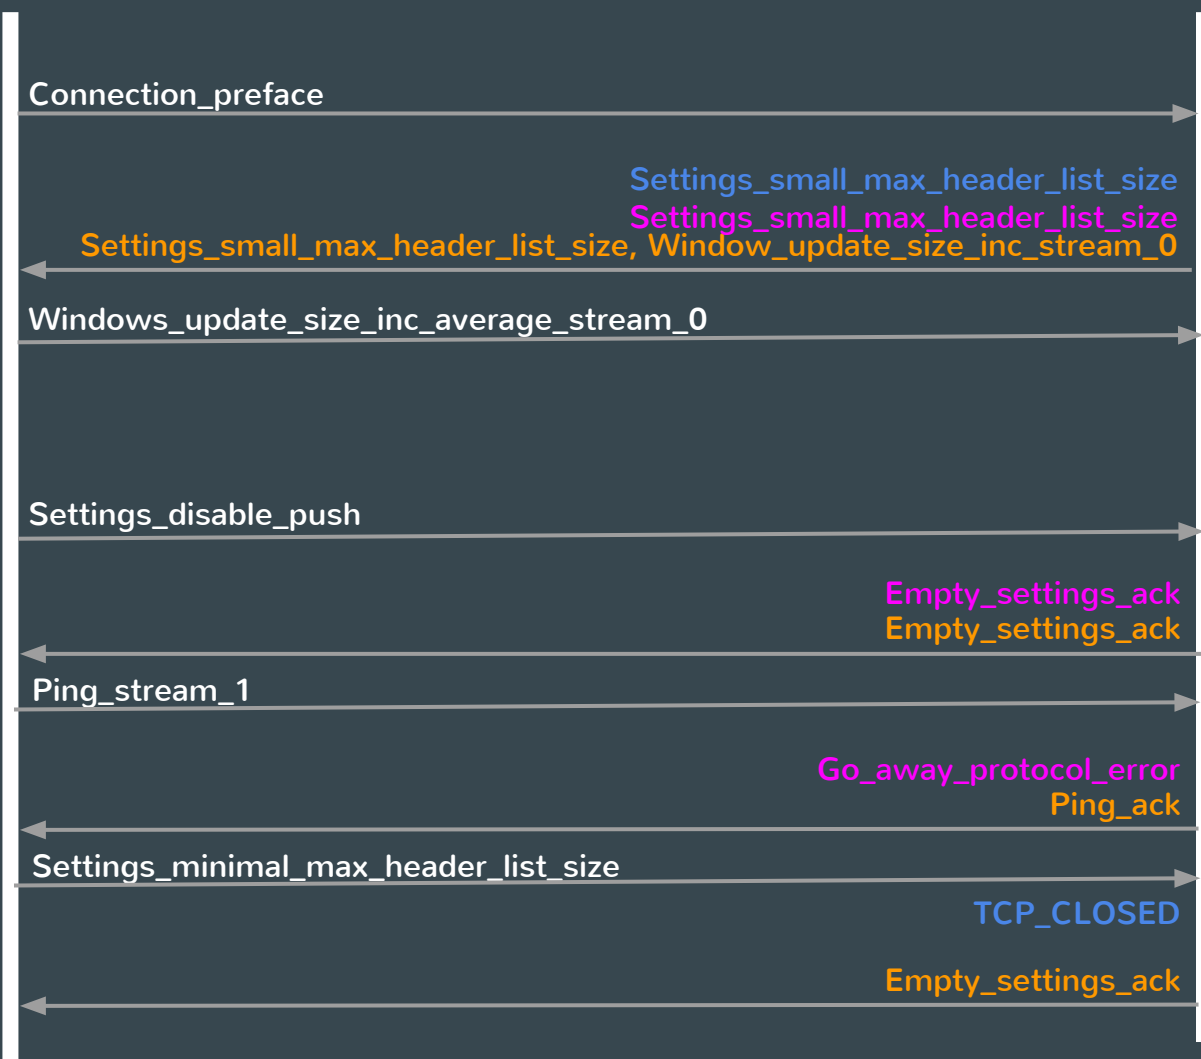 Connection_preface
Settings_small_max_header_list_size
Settings_small_max_header_list_size
Settings_small_max_header_list_size, Window_update_size_inc_stream_0
Windows_update_size_inc_average_stream_0
Settings_disable_push
Empty_settings_ack
Empty_settings_ack
Ping_stream_1
Go_away_protocol_error
Ping_ack
Settings_minimal_max_header_list_size
TCP_CLOSED
Empty_settings_ack